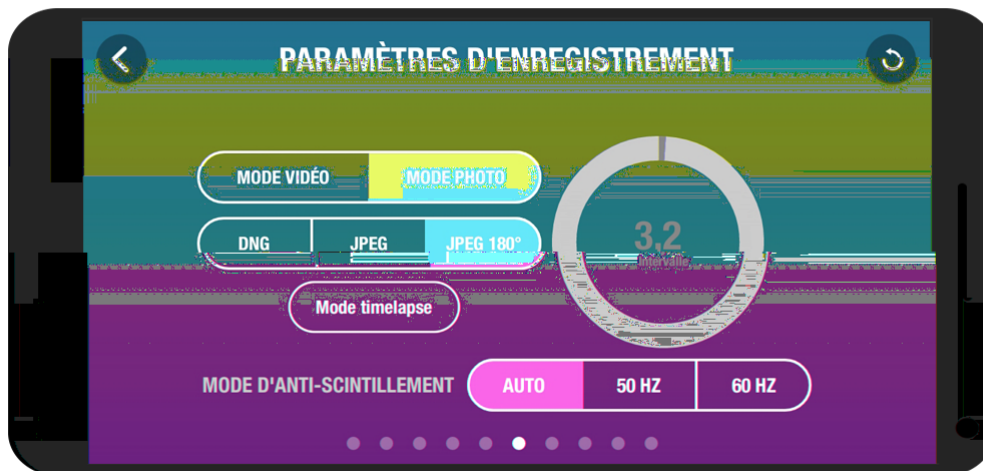 PARAMÈTRES D'ENREGISTREMENT
MODE VIDÉO
MODE PHOTO
DNG
JPEG
JPEG 180°
3,2
Mode timelapse
MODE D'ANTI-SCINTILLEMENT
AUTO
50 HZ
60 HZ